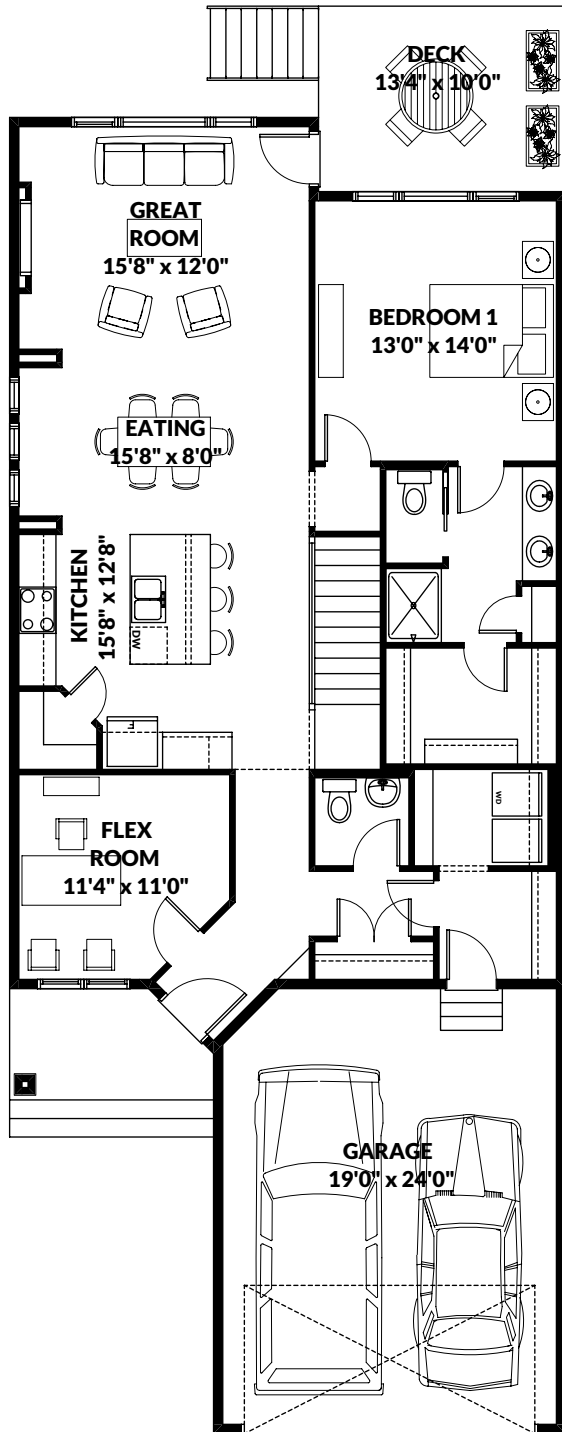 DECK
13'4" x 10'0"
GREAT
ROOM
15'8" x 12'0"
BEDROOM 1
13'0" x 14'0"
EATING
15'8" x 8'0"
KITCHEN
15'8" x 12'8"
DW
F
WD
FLEX
ROOM
11'4" x 11'0"
GARAGE
19'0" x 24'0"